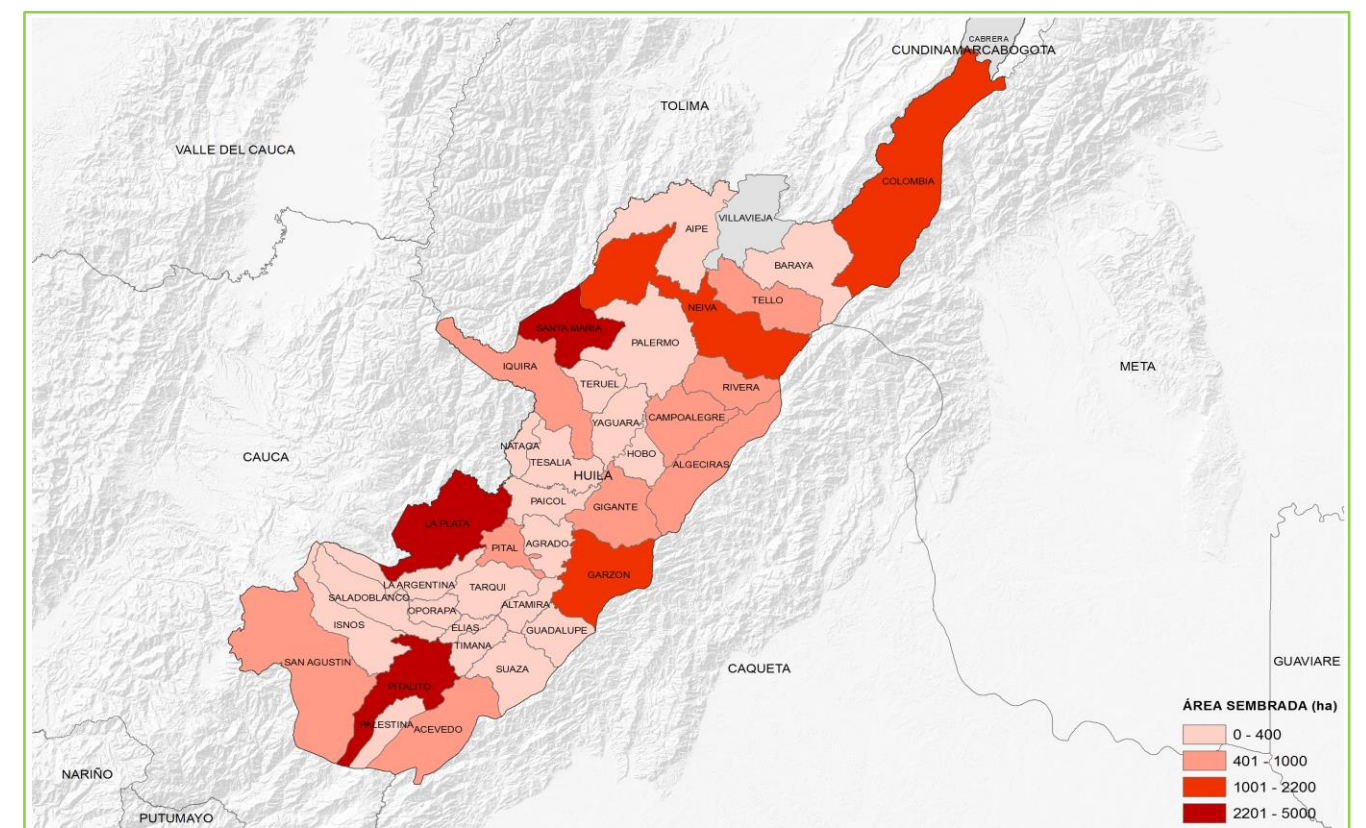 CABRERA
CUNDINAMARCABOGOTA
TOLIMA
VALLE DEL CAUCA
COLOMBIA
VILLAVIEJA
AIPE
BARAYA
TELLO
NEIVA
SANTA MARIA
PALERMO
META
IQUIRA
TERUEL
RIVERA
YAGUARA
CAMPOALEGRE
NATAGA
HOBO
CAUCA
TESALIA
ALGECIRAS
HUILA
PAICOL
GIGANTE
LA PLATA
PITAL
AGRADO
GARZON
LA ARGENTINA
TARQUI
SALADOBLANCO
ALTAMIRA
OPORAPA
ISNOS
ELIAS
GUADALUPE
TIMANA
SAN AGUSTIN
SUAZA
CAQUETA
GUAVIARE
PITALITO
PALESTINA
ACEVEDO
NARIÑO
PUTUMAYO
ÁREA SEMBRADA (ha)
0 - 400
401 - 1000
1001 - 2200
2201 - 5000